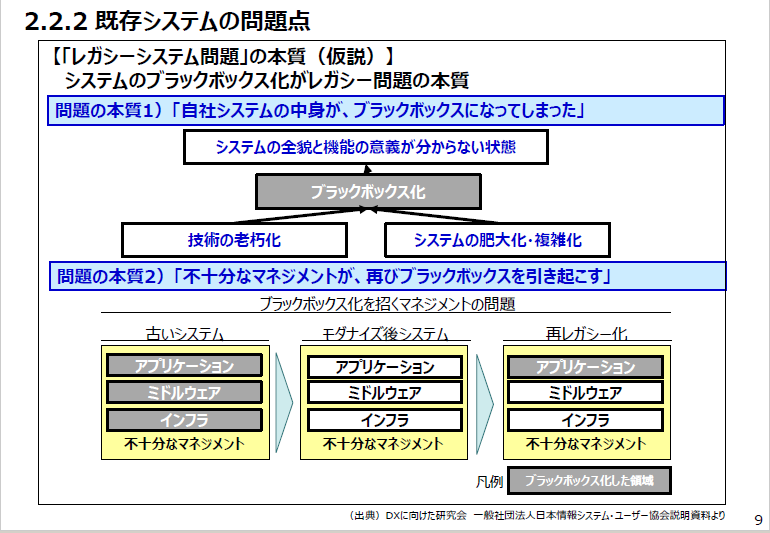 2.2.2 既存システムの問題点
【「レガシーシステム問題」の本質（仮説）】
システムのブラックボックス化がレガシー問題の本質
問題の本質1）「自社システムの中身が、ブラックボックスになってしまった」
システムの全貌と機能の意義が分からない状態
ブラックボックス化
技術の老朽化
システムの肥大化・複雑化
問題の本質2）「不十分なマネジメントが、再びブラックボックスを引き起こす」
ブラックボックス化を招くマネジメントの問題
古いシステム
アプリケーション
ミドルウェア
インフラ
不十分なマネジメント
モダナイズ後システム
アプリケーション
ミドルウェア
インフラ
不十分なマネジメント
再レガシー化
アプリケーション
ミドルウェア
インフラ
不十分なマネジメント
凡例
ブラックボックス化した領域
（出典）DXに向けた研究会 一般社団法人日本情報システム・ユーザー協会説明資料より
9